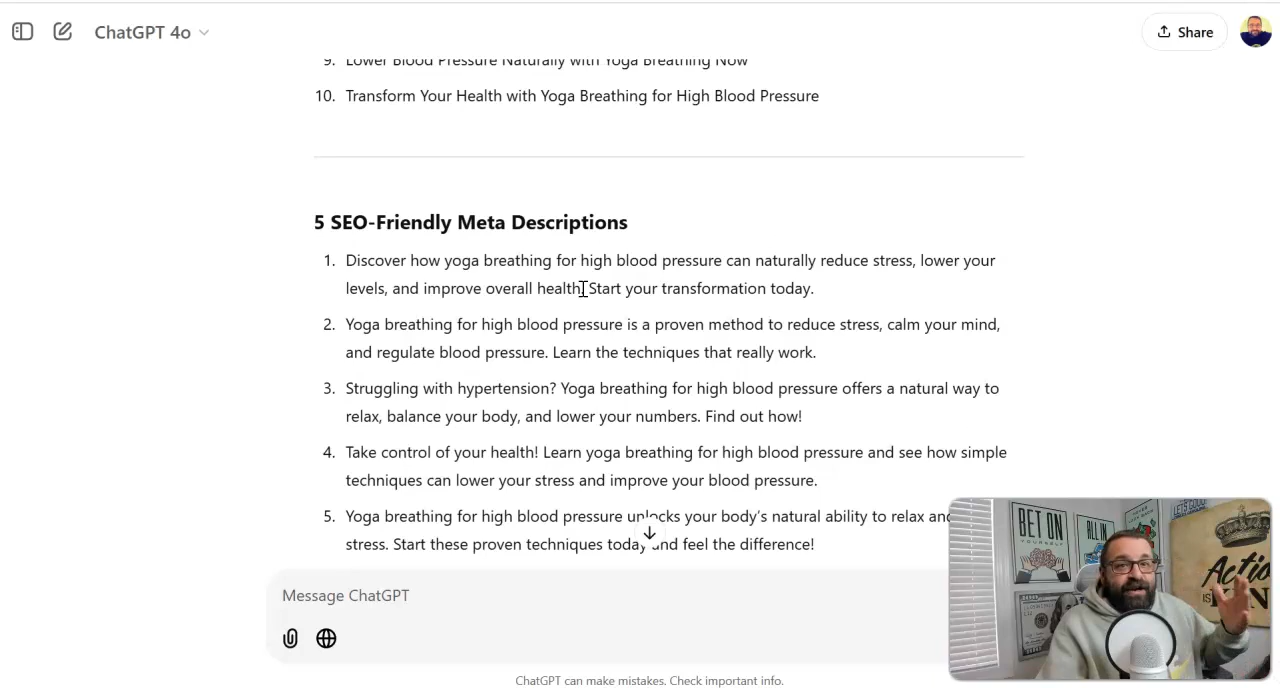 ChatGPT 4o
Share
9. Lower Blood Pressure Naturally with Yoga Breathing Now
10. Transform Your Health with Yoga Breathing for High Blood Pressure
5 SEO-Friendly Meta Descriptions
1. Discover how yoga breathing for high blood pressure can naturally reduce stress, lower your
levels, and improve overall health. Start your transformation today.
2. Yoga breathing for high blood pressure is a proven method to reduce stress, calm your mind,
and regulate blood pressure. Learn the techniques that really work.
3. Struggling with hypertension? Yoga breathing for high blood pressure offers a natural way to
relax, balance your body, and lower your numbers. Find out how!
4. Take control of your health! Learn yoga breathing for high blood pressure and see how simple
techniques can lower your stress and improve your blood pressure.
5. Yoga breathing for high blood pressure unlocks your body's natural ability to relax and
stress. Start these proven techniques today and feel the difference!
Message ChatGPT
ChatGPT can make mistakes. Check important info.
BET ON
YOURSELF
ALL IN